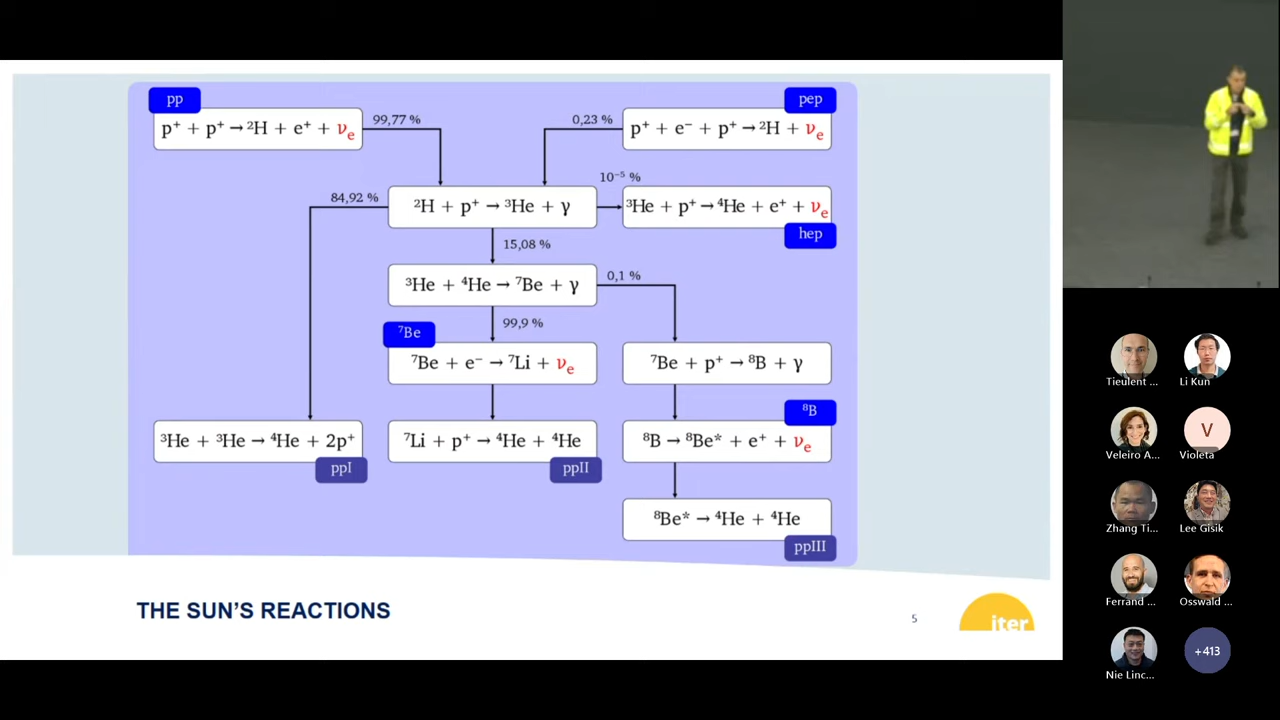 pp
p⁺ + p⁺ → ²H + e⁺ + νₑ
99,77 %
0,23 %
pep
p⁺ + e⁻ + p⁺ → ²H + νₑ
84,92 %
²H + p⁺ → ³He + γ
10⁻⁵ %
³He + p⁺ → ⁴He + e⁺ + νₑ
hep
15,08 %
³He + ⁴He → ⁷Be + γ
0,1 %
99,9 %
⁷Be
⁷Be + e⁻ → ⁷Li + νₑ
⁷Be + p⁺ → ⁸B + γ
³He + ³He → ⁴He + 2p⁺
ppI
⁷Li + p⁺ → ⁴He + ⁴He
ppII
⁸B
⁸B → ⁸Be* + e⁺ + νₑ
⁸Be* → ⁴He + ⁴He
ppIII
THE SUN'S REACTIONS
5
iter
Tieulent ...
Li Kun
Veleiro A...
V
Violeta
Zhang Ti...
Lee Gisik
Ferrand ...
Osswald ...
Nie Linc...
+413